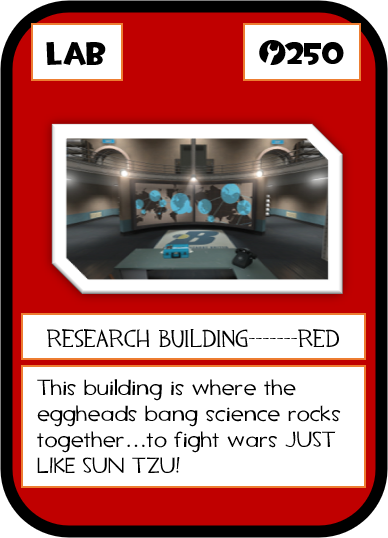 LAB
250
RESEARCH BUILDING-------RED
This building is where the
eggheads bang science rocks
together...to fight wars JUST
LIKE SUN TZU!